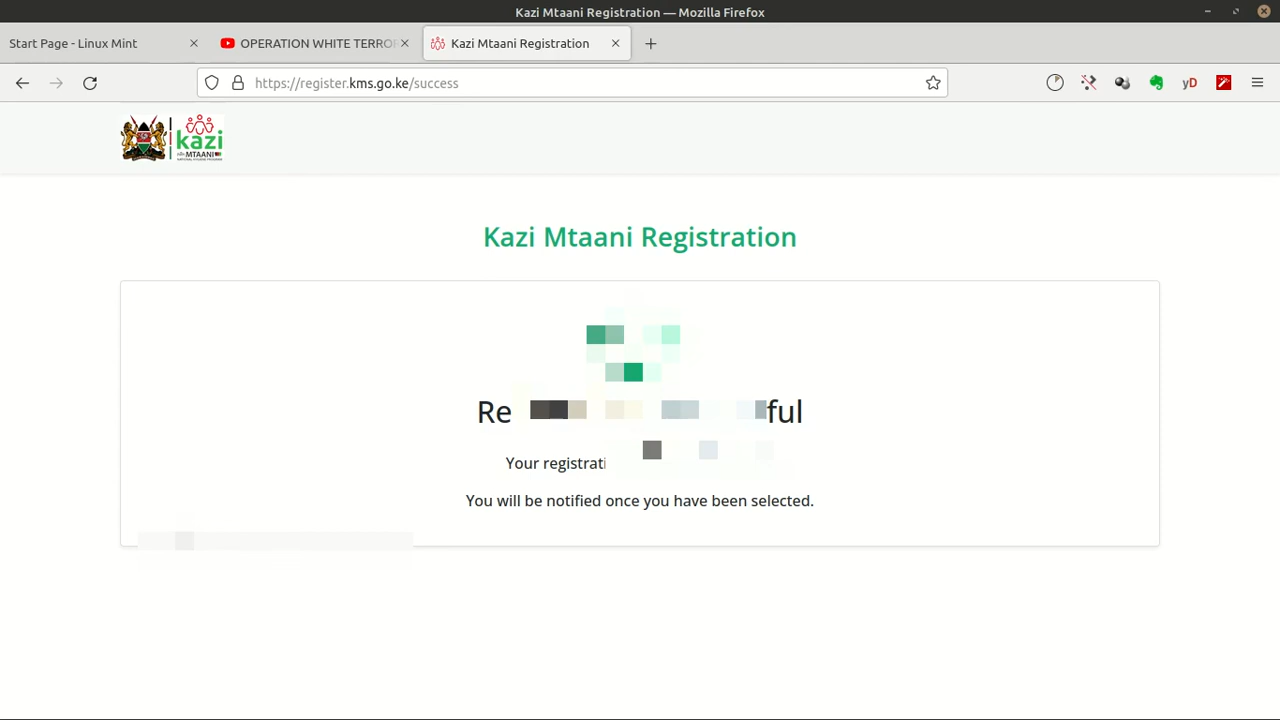 Kazi Mtaani Registration — Mozilla Firefox
Start Page - Linux Mint
OPERATION WHITE TERROR
Kazi Mtaani Registration
https://register.kms.go.ke/success
yD
kazi
MTAANI
Kazi Mtaani Registration
Re ful
Your registrati
You will be notified once you have been selected.